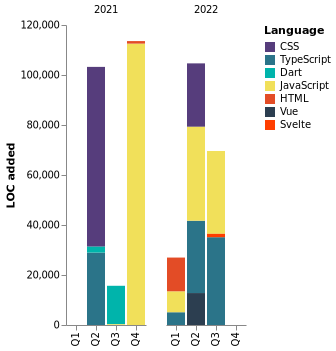 2021
2022
Language
CSS
TypeScript
Dart
JavaScript
HTML
Vue
Svelte
LOC added
120,000
100,000
80,000
60,000
40,000
20,000
0
Q1
Q2
Q3
Q4
Q1
Q2
Q3
Q4